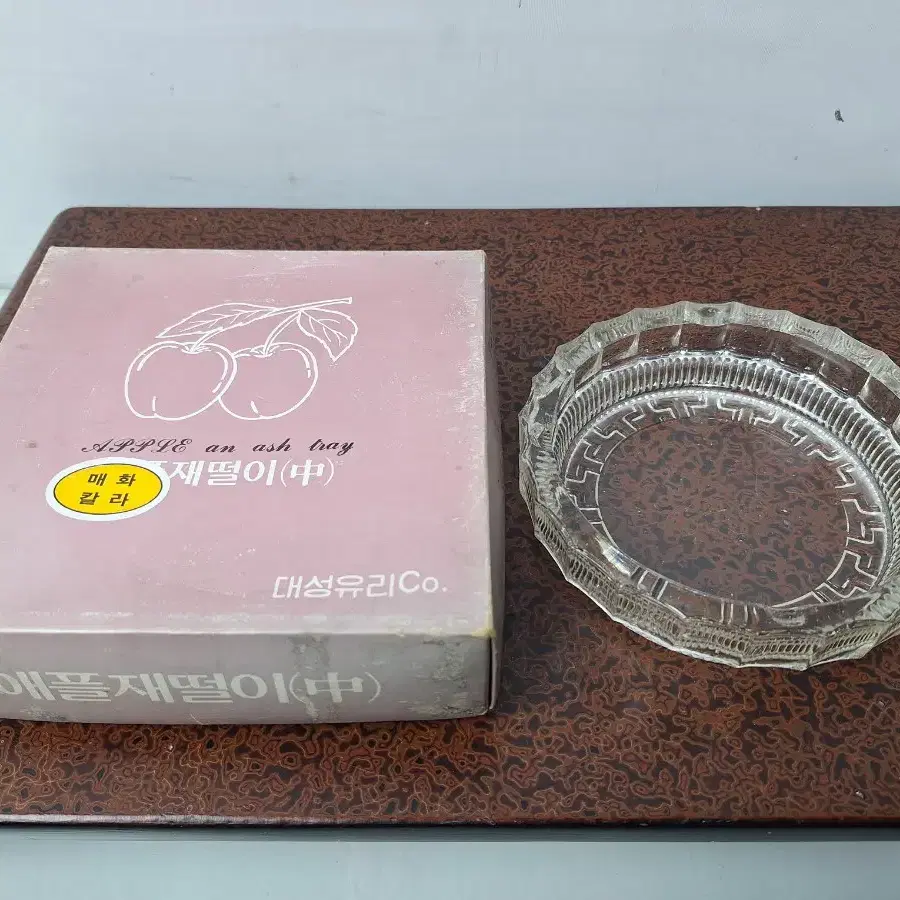 APPLE an ash tray
플재떨이(中)
매화
칼라
대성유리Co.
애플재떨이(中)